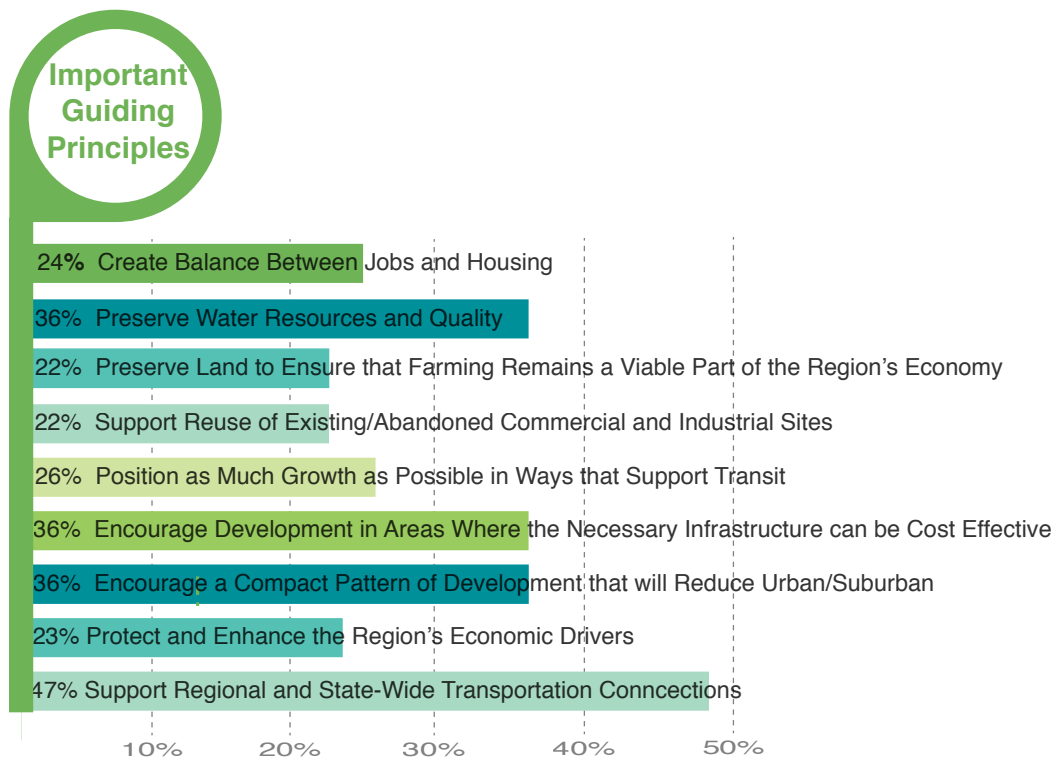 Important
Guiding
Principles
24% Create Balance Between Jobs and Housing
36% Preserve Water Resources and Quality
22% Preserve Land to Ensure that Farming Remains a Viable Part of the Region’s Economy
22% Support Reuse of Existing/Abandoned Commercial and Industrial Sites
26% Position as Much Growth as Possible in Ways that Support Transit
36% Encourage Development in Areas Where the Necessary Infrastructure can be Cost Effective
36% Encourage a Compact Pattern of Development that will Reduce Urban/Suburban
23% Protect and Enhance the Region’s Economic Drivers
47% Support Regional and State-Wide Transportation Conncections
10% 20% 30% 40% 50%